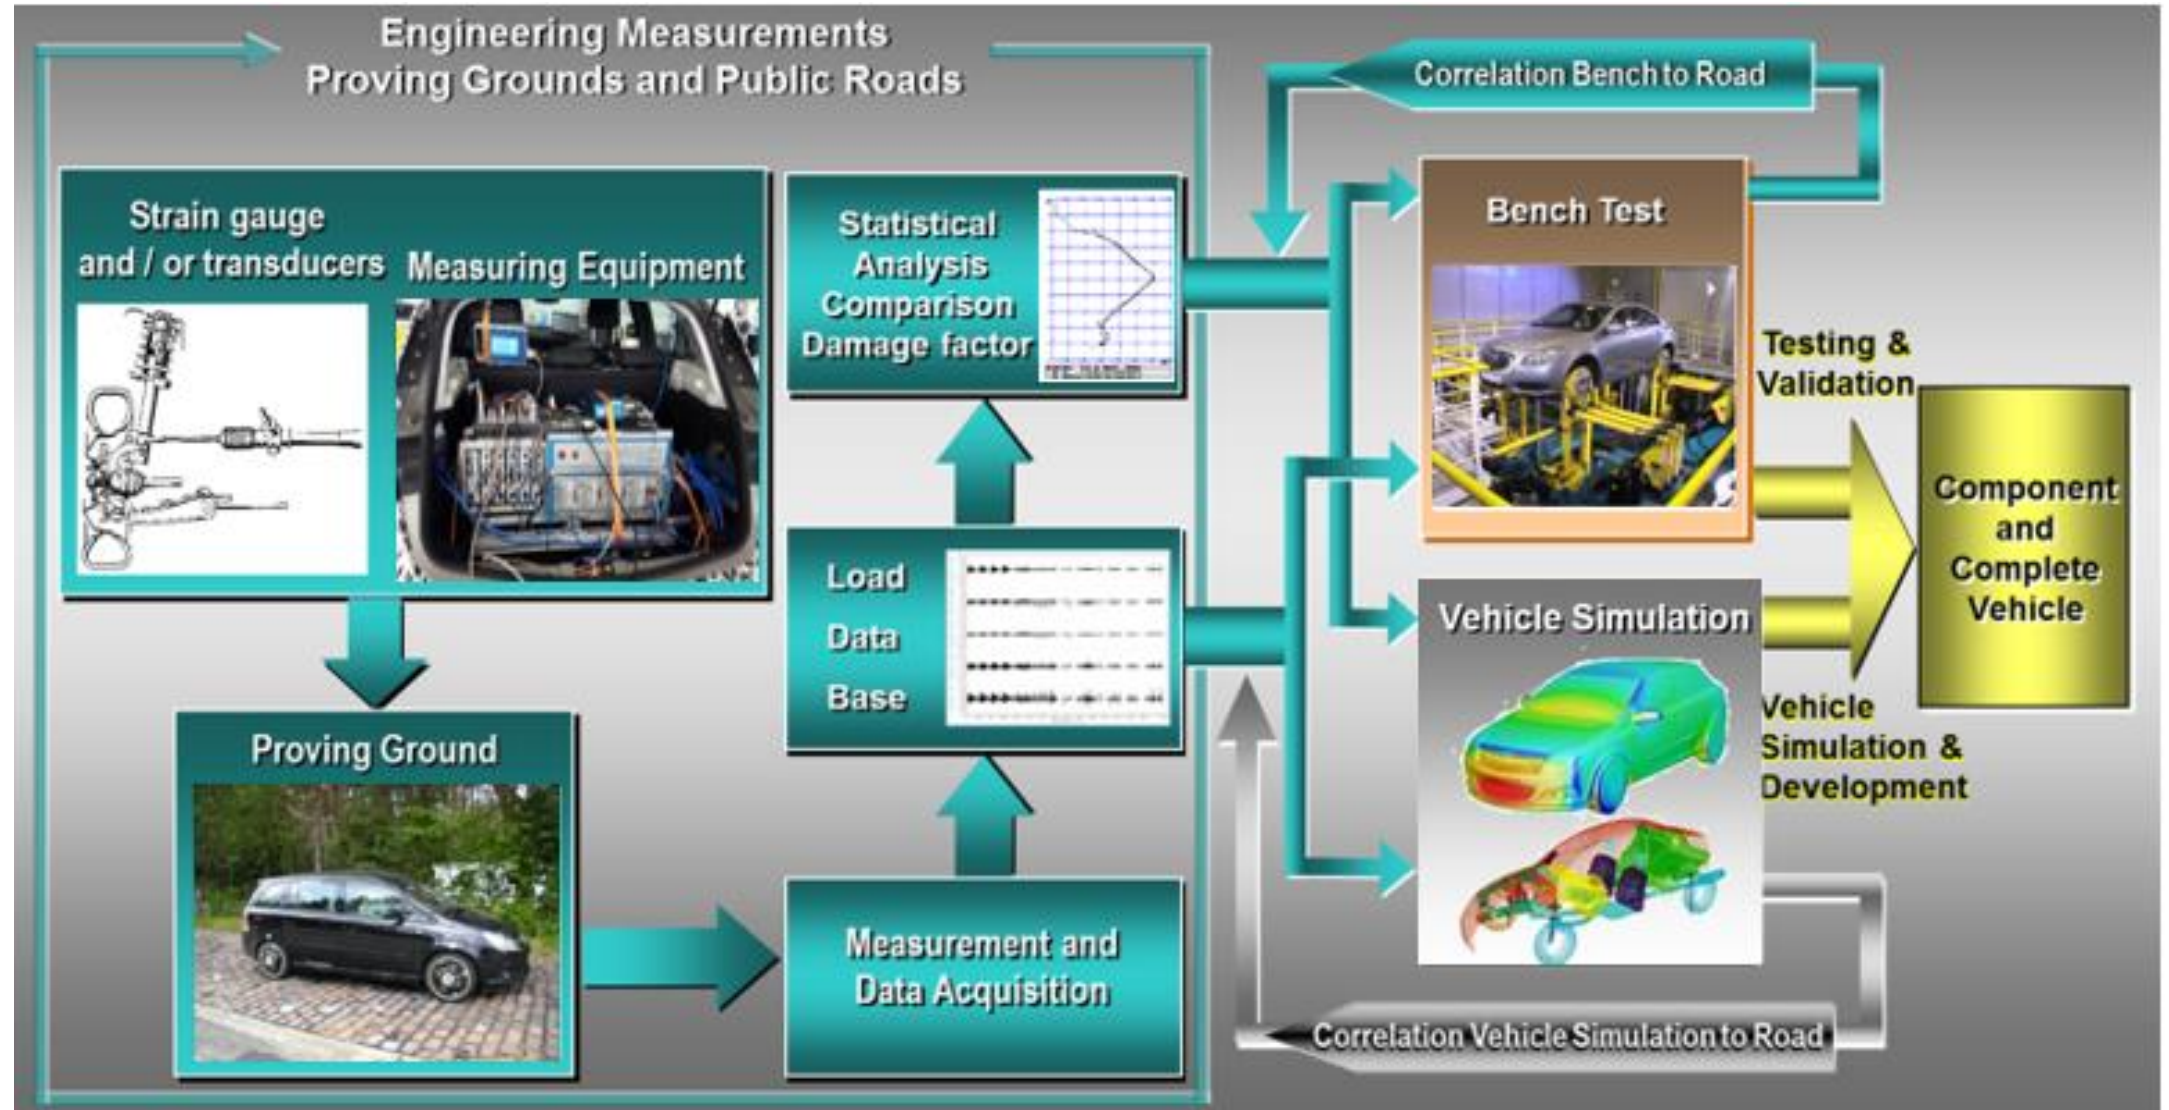 Engineering Measurements
Proving Grounds and Public Roads
Correlation Bench to Road
Strain gauge
and / or transducers
Measuring Equipment
Statistical
Analysis
Comparison
Damage factor
Bench Test
Testing &
Validation
Component
and
Complete
Vehicle
Load
Data
Base
Vehicle Simulation
Vehicle
Simulation &
Development
Proving Ground
Measurement and
Data Acquisition
Correlation Vehicle Simulation to Road